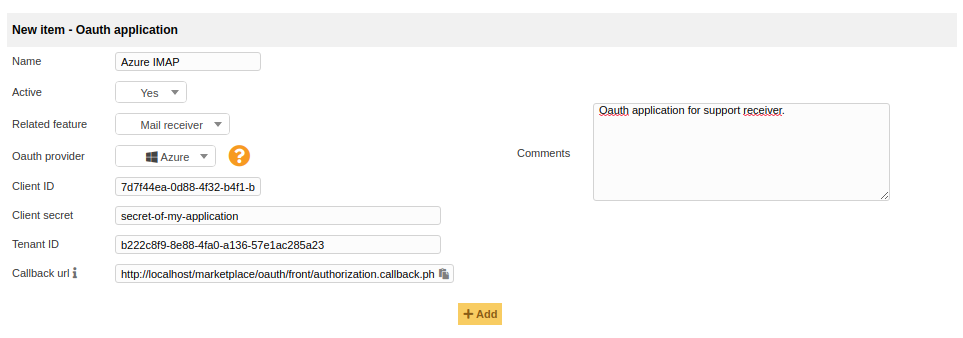 New item - Oauth application
Name
Azure IMAP
Active
Yes
Related feature
Mail receiver
Oauth provider
Azure
?
Client ID
7d7f44ea-0d88-4f32-b4f1-b
Client secret
secret-of-my-application
Tenant ID
b222c8f9-8e88-4fa0-a136-57e1ac285a23
Callback url
http://localhost/marketplace/oauth/front/authorization.callback.ph
Comments
Oauth application for support receiver.
+ Add